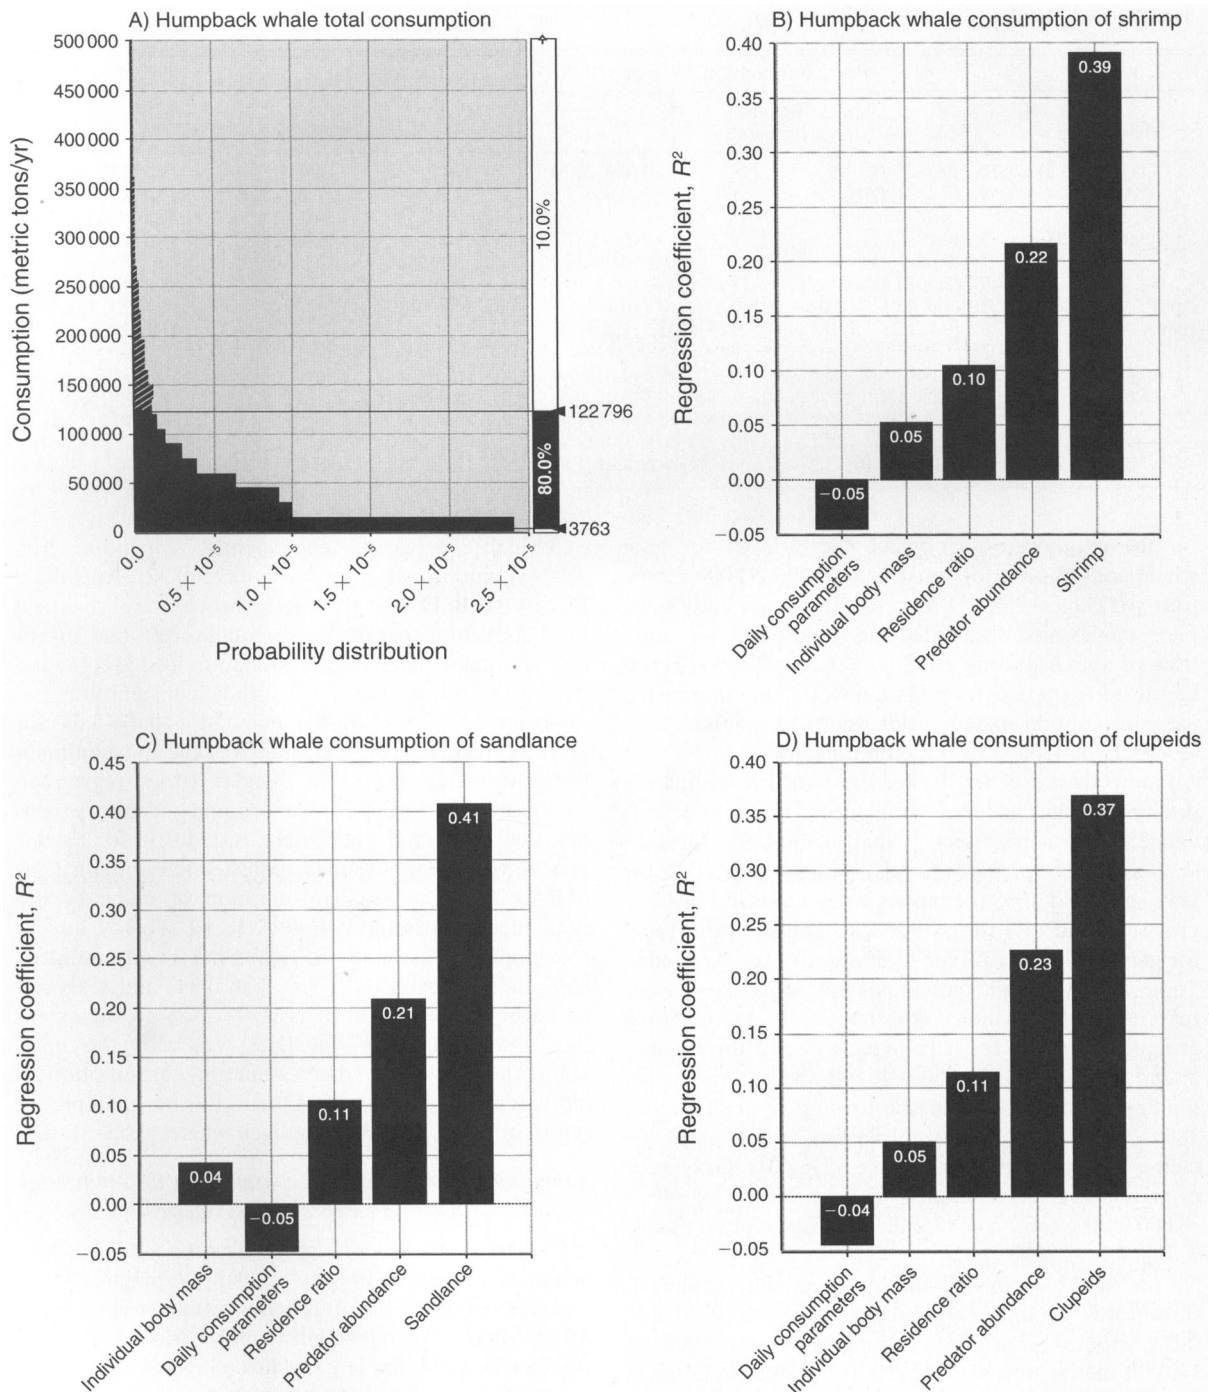 A) Humpback whale total consumption
Consumption (metric tons/yr)
500 000
450 000
400 000
350 000
300 000
250 000
200 000
150 000
100 000
50 000
0
10.0%
80.0%
122 796
3763
0.0
0.5 × 10⁻⁵
1.0 × 10⁻⁵
1.5 × 10⁻⁵
2.0 × 10⁻⁵
2.5 × 10⁻⁵
Probability distribution
B) Humpback whale consumption of shrimp
Regression coefficient, R²
0.40
0.35
0.30
0.25
0.20
0.15
0.10
0.05
0.00
−0.05
−0.05
0.05
0.10
0.22
0.39
Daily consumption
parameters
Individual body mass
Residence ratio
Predator abundance
Shrimp
C) Humpback whale consumption of sandlance
Regression coefficient, R²
0.45
0.40
0.35
0.30
0.25
0.20
0.15
0.10
0.05
0.00
−0.05
0.04
−0.05
0.11
0.21
0.41
Individual body mass
Daily consumption
parameters
Residence ratio
Predator abundance
Sandlance
D) Humpback whale consumption of clupeids
Regression coefficient, R²
0.40
0.35
0.30
0.25
0.20
0.15
0.10
0.05
0.00
−0.05
−0.04
0.05
0.11
0.23
0.37
Daily consumption
parameters
Individual body mass
Residence ratio
Predator abundance
Clupeids